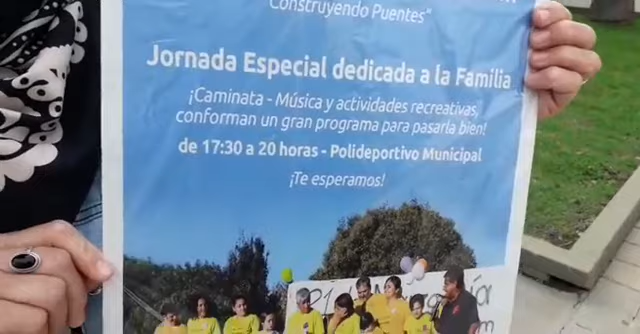 Construyendo Puentes"
Jornada Especial dedicada a la Familia
¡Caminata - Música y actividades recreativas,
conforman un gran programa para pasarla bien!
de 17:30 a 20 horas - Polideportivo Municipal
¡Te esperamos!